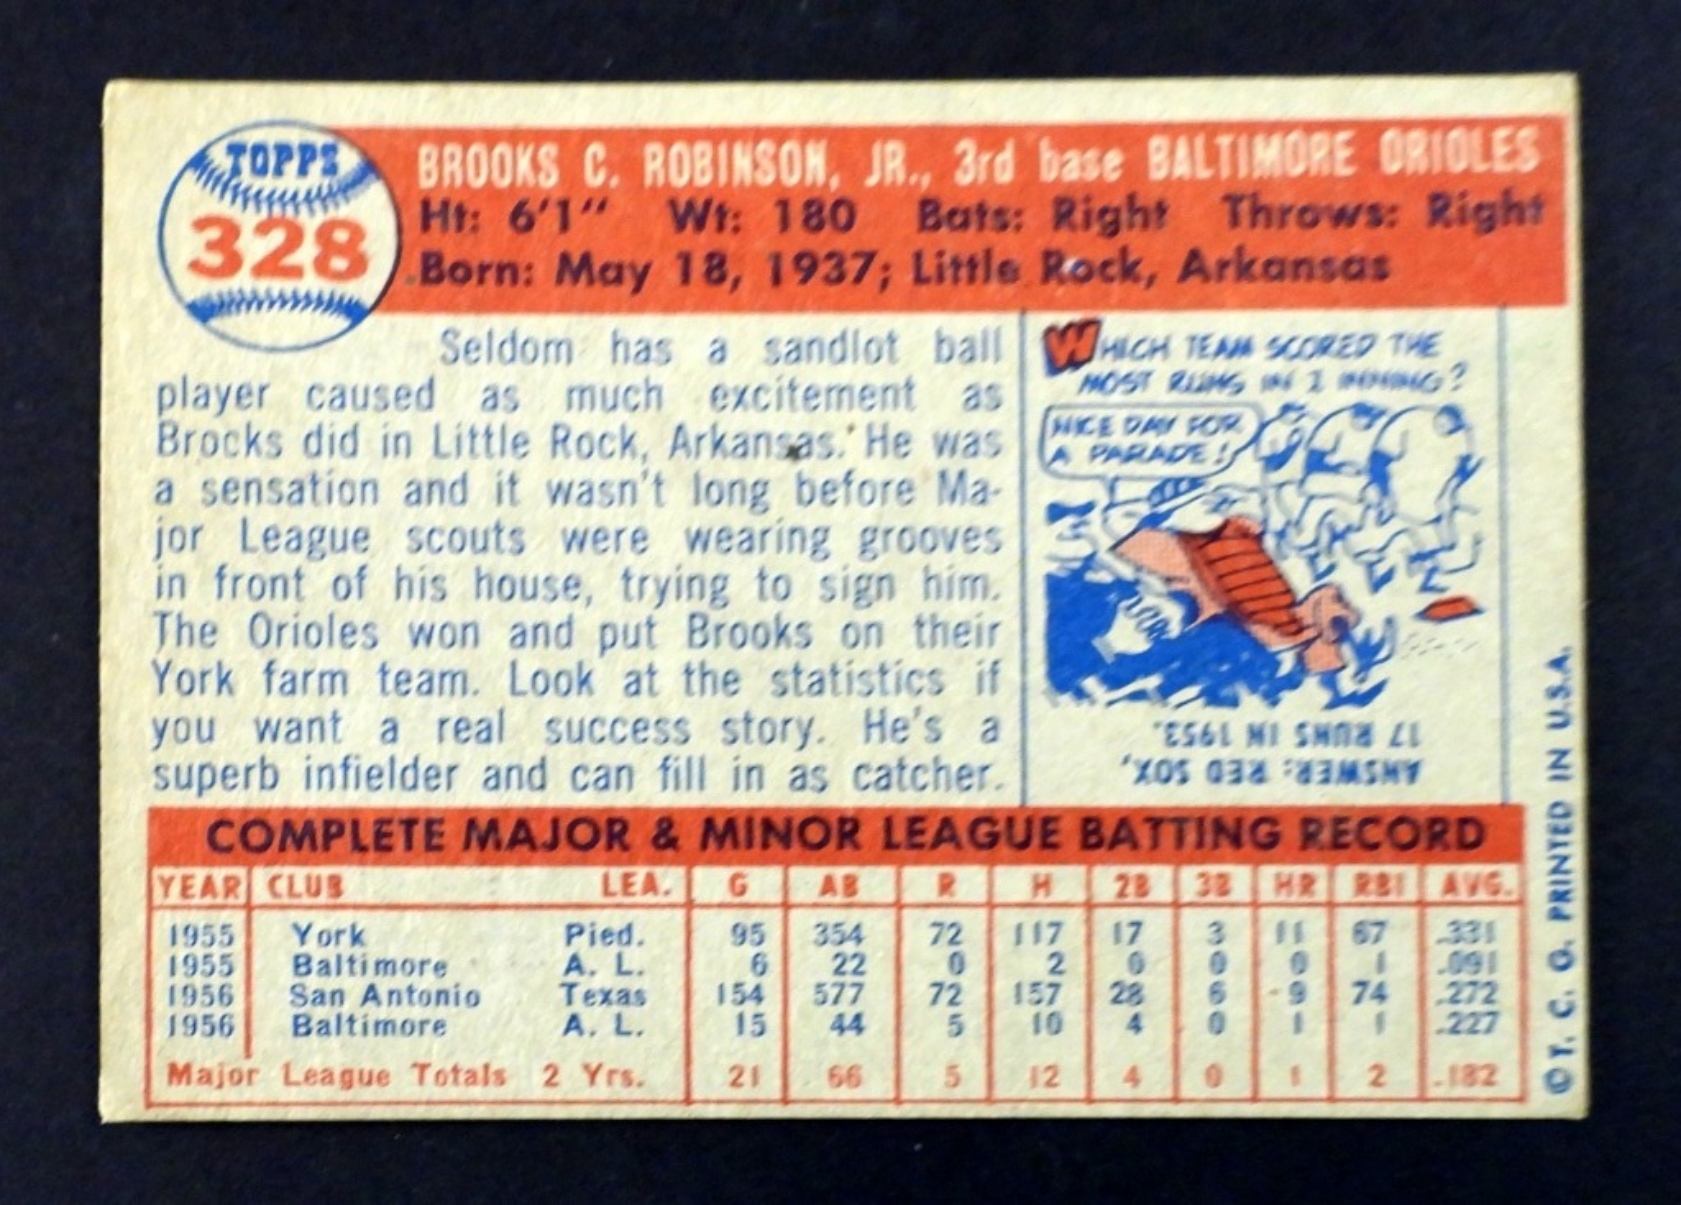 TOPPS
328
BROOKS C. ROBINSON, JR., 3rd base BALTIMORE ORIOLES
Ht: 6'1" Wt: 180 Bats: Right Throws: Right
Born: May 18, 1937; Little Rock, Arkansas
Seldom has a sandlot ball
player caused as much excitement as
Brocks did in Little Rock, Arkansas. He was
a sensation and it wasn't long before Ma-
jor League scouts were wearing grooves
in front of his house, trying to sign him.
The Orioles won and put Brooks on their
York farm team. Look at the statistics if
you want a real success story. He's a
superb infielder and can fill in as catcher.
WHICH TEAM SCORED THE
MOST RUNS IN 1 INNING?
NICE DAY FOR
A PARADE!
ANSWER: RED SOX,
17 RUNS IN 1953.
COMPLETE MAJOR & MINOR LEAGUE BATTING RECORD
YEAR CLUB LEA. G AB R H 2B 3B HR RBI AVG.
1955 York Pied. 95 354 72 117 17 3 11 67 .331
1955 Baltimore A. L. 6 22 0 2 0 0 0 1 .091
1956 San Antonio Texas 154 577 72 157 28 6 9 74 .272
1956 Baltimore A. L. 15 44 5 10 4 0 1 1 .227
Major League Totals 2 Yrs. 21 66 5 12 4 0 1 2 .182
© T. C. G. PRINTED IN U.S.A.